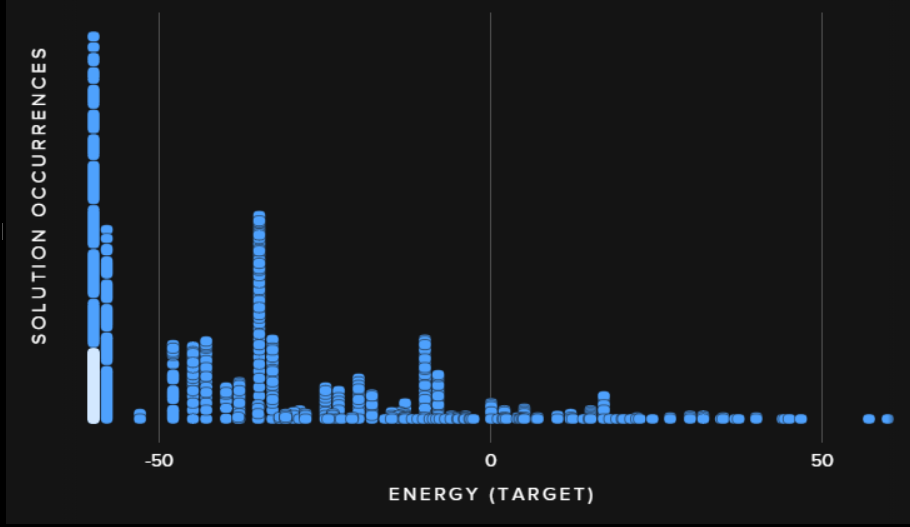 SOLUTION OCCURRENCES
-50
0
50
ENERGY (TARGET)